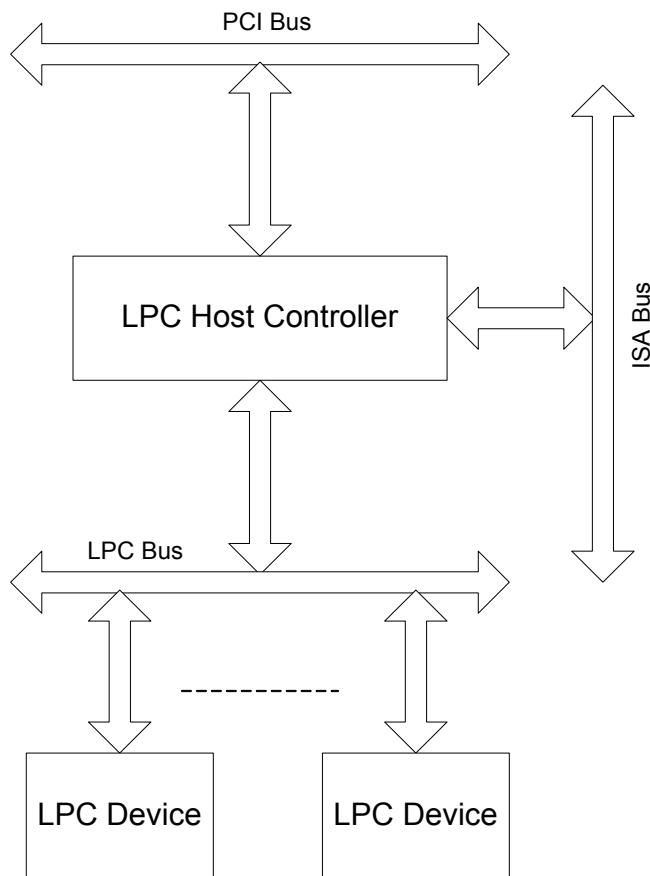 PCI Bus
LPC Host Controller
ISA Bus
LPC Bus
LPC Device
LPC Device